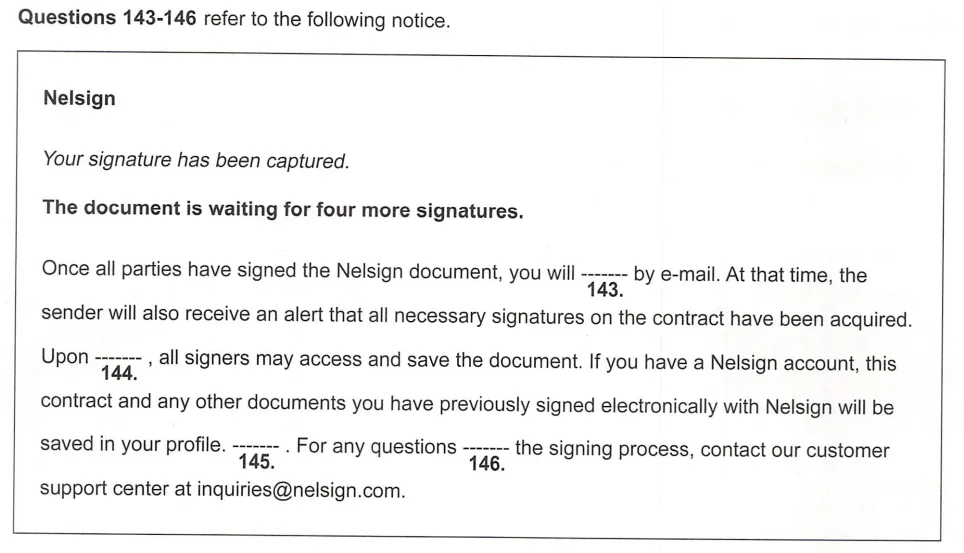 Questions 143-146 refer to the following notice.
Nelsign
Your signature has been captured.
The document is waiting for four more signatures.
Once all parties have signed the Nelsign document, you will ------- by e-mail. At that time, the
143.
sender will also receive an alert that all necessary signatures on the contract have been acquired.
Upon ------- , all signers may access and save the document. If you have a Nelsign account, this
144.
contract and any other documents you have previously signed electronically with Nelsign will be
saved in your profile. ------- . For any questions ------- the signing process, contact our customer
145. 146.
support center at inquiries@nelsign.com.